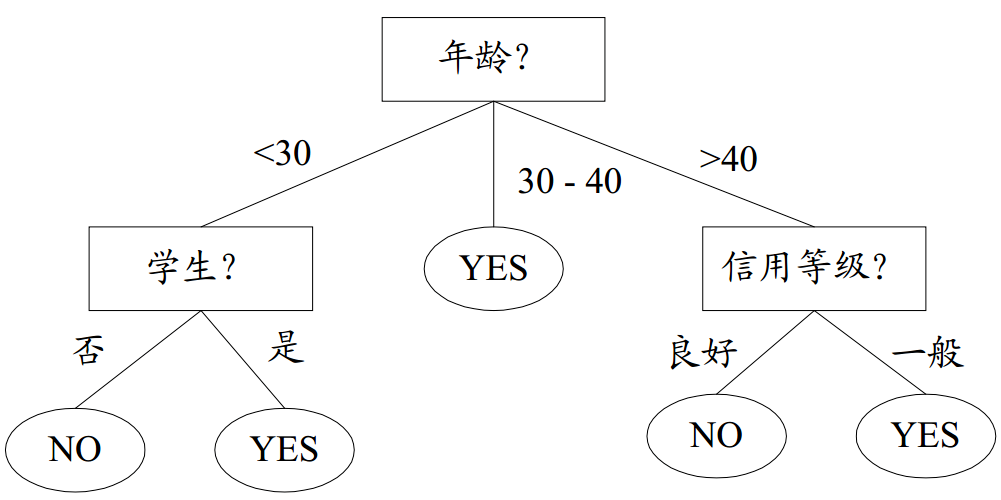 年龄？
<30
30 - 40
>40
学生？
YES
信用等级？
否
是
良好
一般
NO
YES
NO
YES